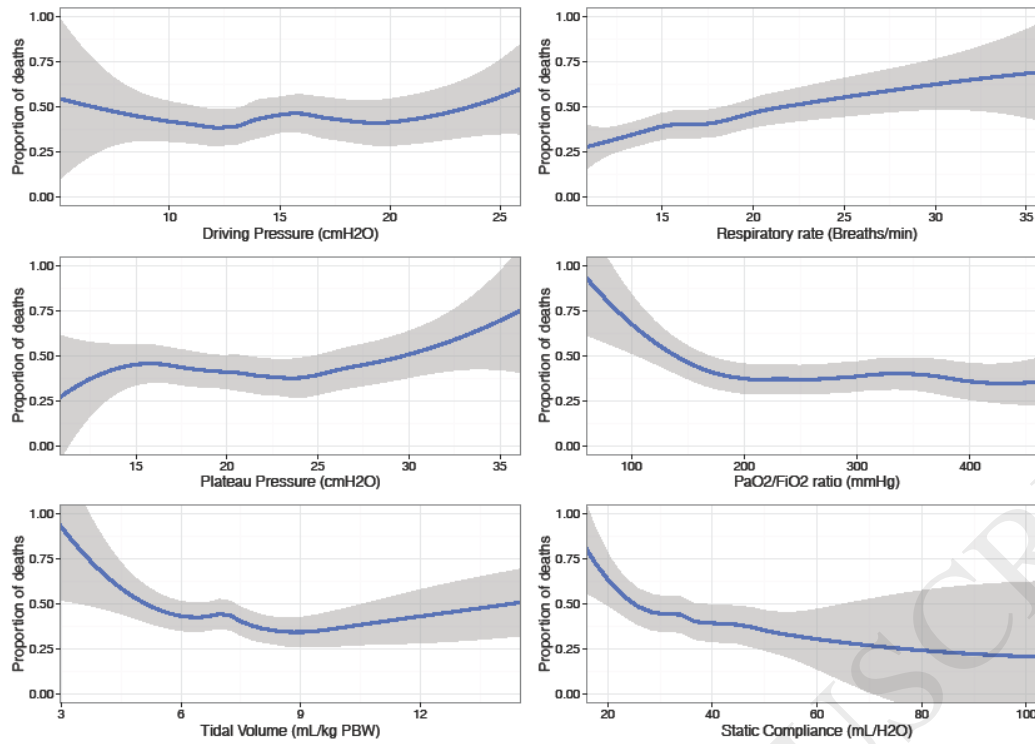 1.00
0.75
0.50
0.25
0.00
Proportion of deaths
10 15 20 25
Driving Pressure (cmH2O)
1.00
0.75
0.50
0.25
0.00
Proportion of deaths
15 20 25 30 35
Respiratory rate (Breaths/min)
1.00
0.75
0.50
0.25
0.00
Proportion of deaths
15 20 25 30 35
Plateau Pressure (cmH2O)
1.00
0.75
0.50
0.25
0.00
Proportion of deaths
100 200 300 400
PaO2/FiO2 ratio (mmHg)
1.00
0.75
0.50
0.25
0.00
Proportion of deaths
3 6 9 12
Tidal Volume (mL/kg PBW)
1.00
0.75
0.50
0.25
0.00
Proportion of deaths
20 40 60 80 100
Static Compliance (mL/H2O)
USCR